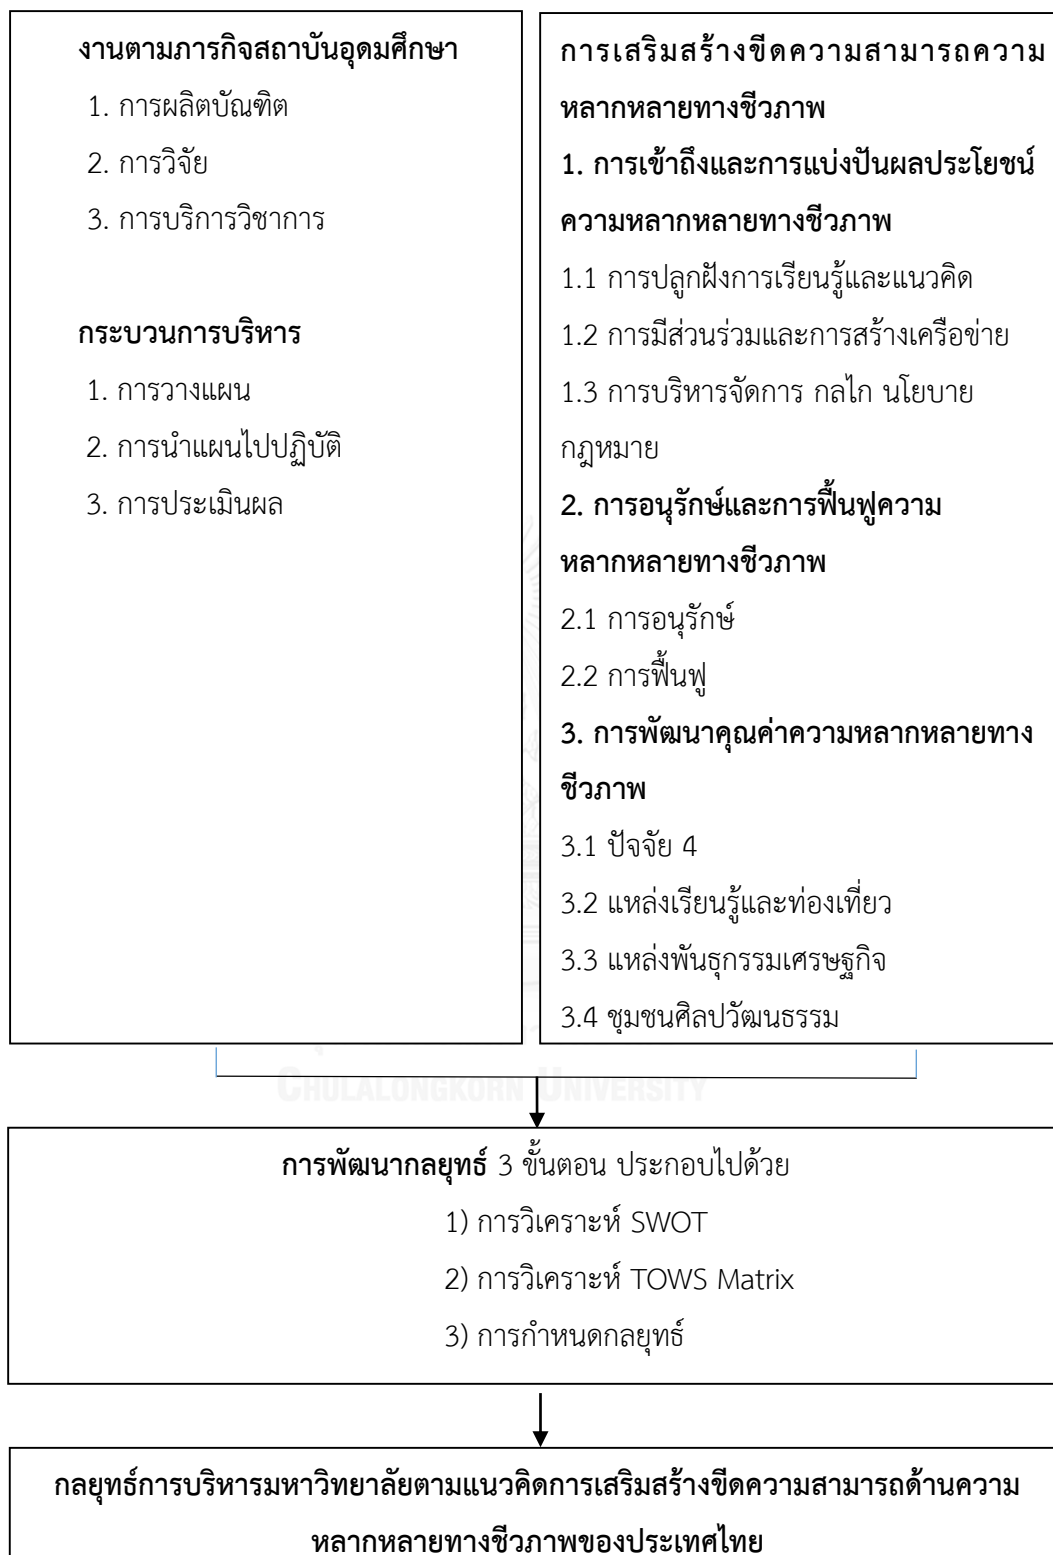 งานตามภารกิจสถาบันอุดมศึกษา
1. การผลิตบัณฑิต
2. การวิจัย
3. การบริการวิชาการ
กระบวนการบริหาร
1. การวางแผน
2. การนำแผนไปปฏิบัติ
3. การประเมินผล
การเสริมสร้างขีดความสามารถความ
หลากหลายทางชีวภาพ
1. การเข้าถึงและการแบ่งปันผลประโยชน์
ความหลากหลายทางชีวภาพ
1.1 การปลูกฝังการเรียนรู้และแนวคิด
1.2 การมีส่วนร่วมและการสร้างเครือข่าย
1.3 การบริหารจัดการ กลไก นโยบาย
กฎหมาย
2. การอนุรักษ์และการฟื้นฟูความ
หลากหลายทางชีวภาพ
2.1 การอนุรักษ์
2.2 การฟื้นฟู
3. การพัฒนาคุณค่าความหลากหลายทาง
ชีวภาพ
3.1 ปัจจัย 4
3.2 แหล่งเรียนรู้และท่องเที่ยว
3.3 แหล่งพันธุกรรมเศรษฐกิจ
3.4 ชุมชนศิลปวัฒนธรรม
CHULALONGKORN UNIVERSITY
การพัฒนากลยุทธ์ 3 ขั้นตอน ประกอบไปด้วย
1) การวิเคราะห์ SWOT
2) การวิเคราะห์ TOWS Matrix
3) การกำหนดกลยุทธ์
กลยุทธ์การบริหารมหาวิทยาลัยตามแนวคิดการเสริมสร้างขีดความสามารถด้านความ
หลากหลายทางชีวภาพของประเทศไทย